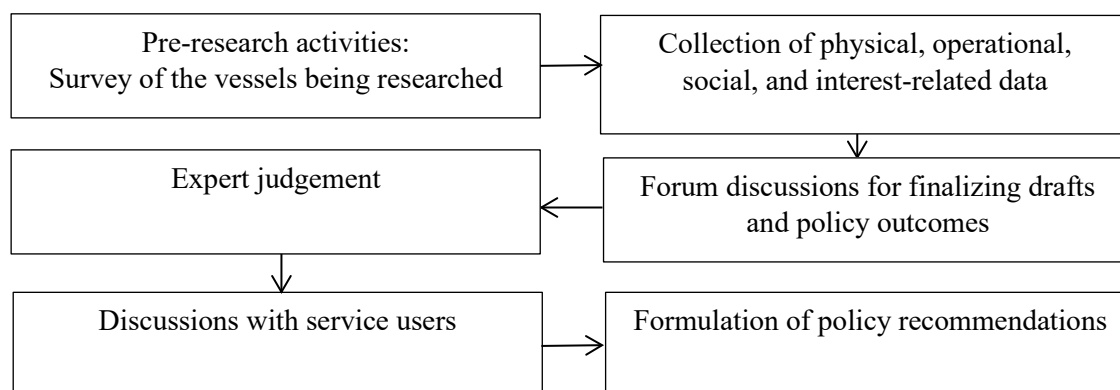 Pre-research activities:
Survey of the vessels being researched
Collection of physical, operational,
social, and interest-related data
Forum discussions for finalizing drafts
and policy outcomes
Expert judgement
Discussions with service users
Formulation of policy recommendations